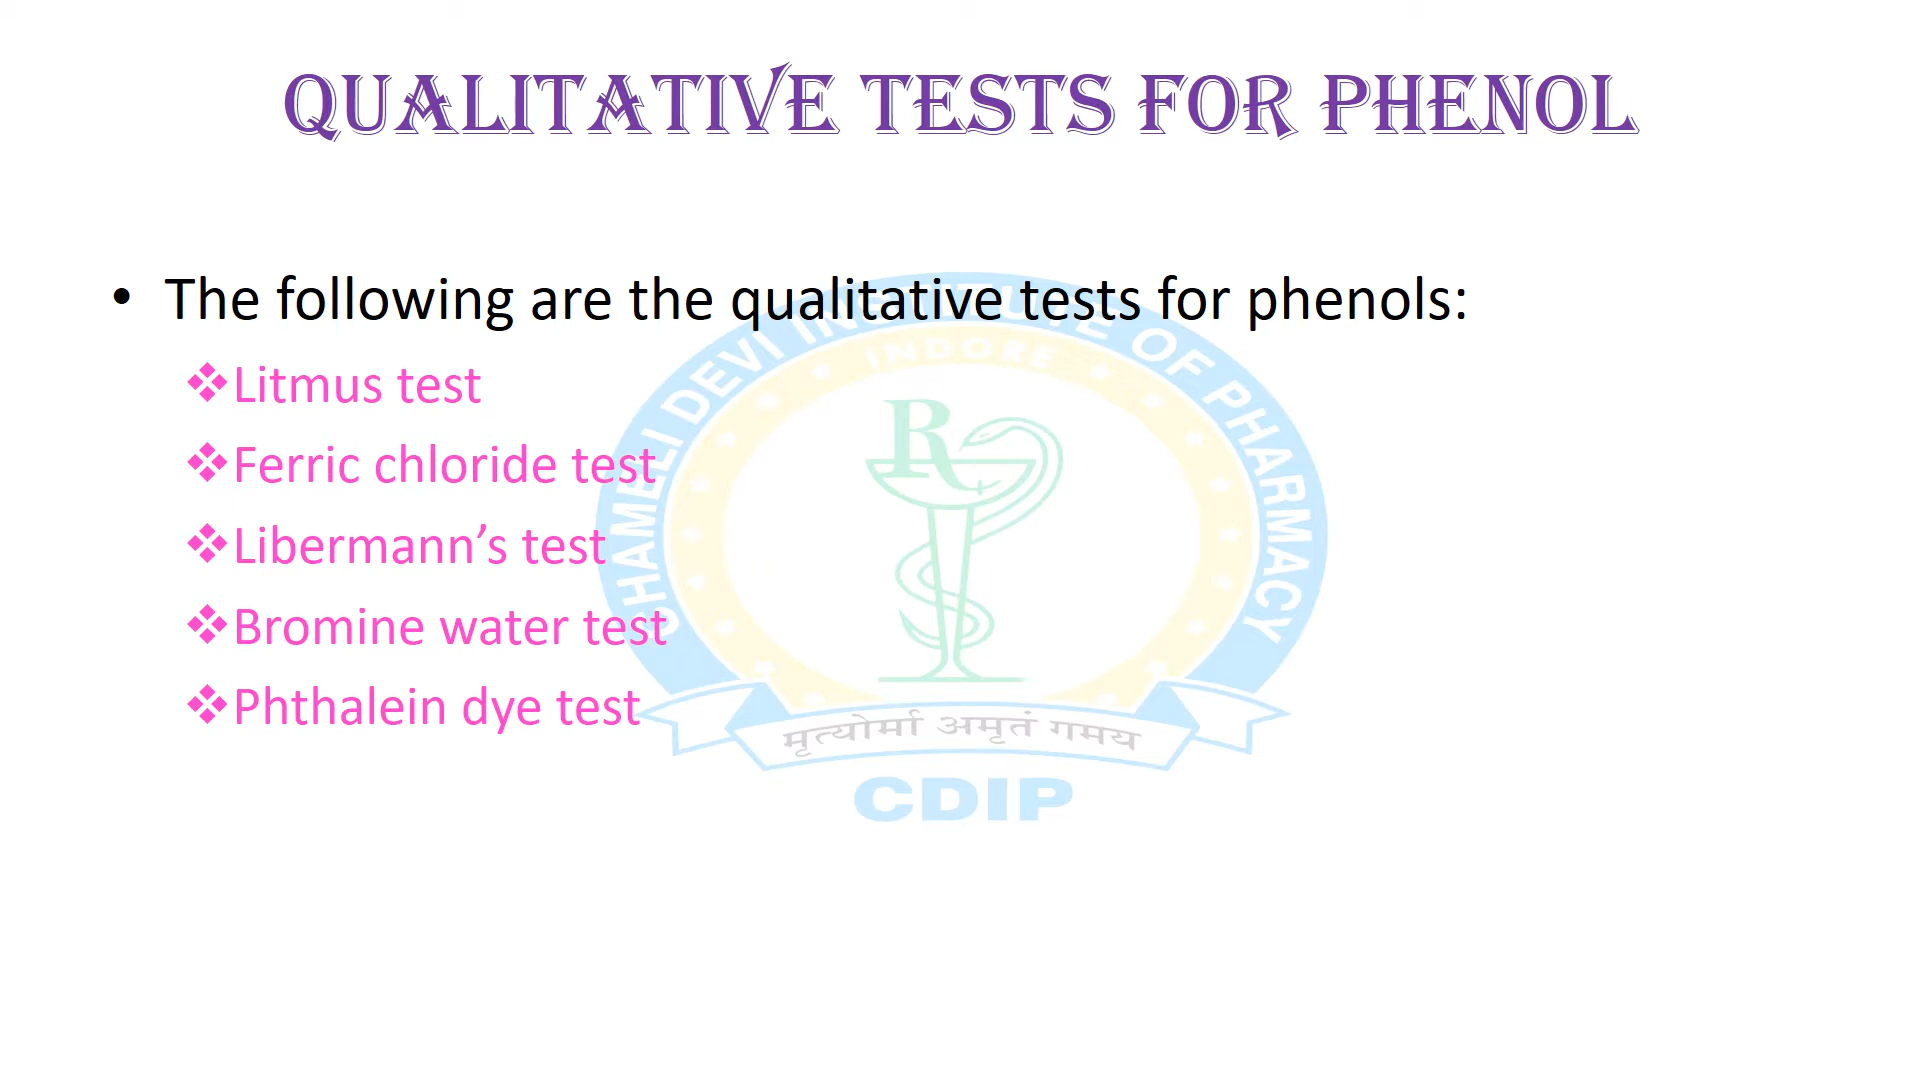 QUALITATIVE TESTS FOR PHENOL
• The following are the qualitative tests for phenols:
❖Litmus test
❖Ferric chloride test
❖Libermann’s test
❖Bromine water test
❖Phthalein dye test
CHAMELI DEVI INSTITUTE OF PHARMACY
INDORE
R
मृत्योर्मा अमृतं गमय
CDIP